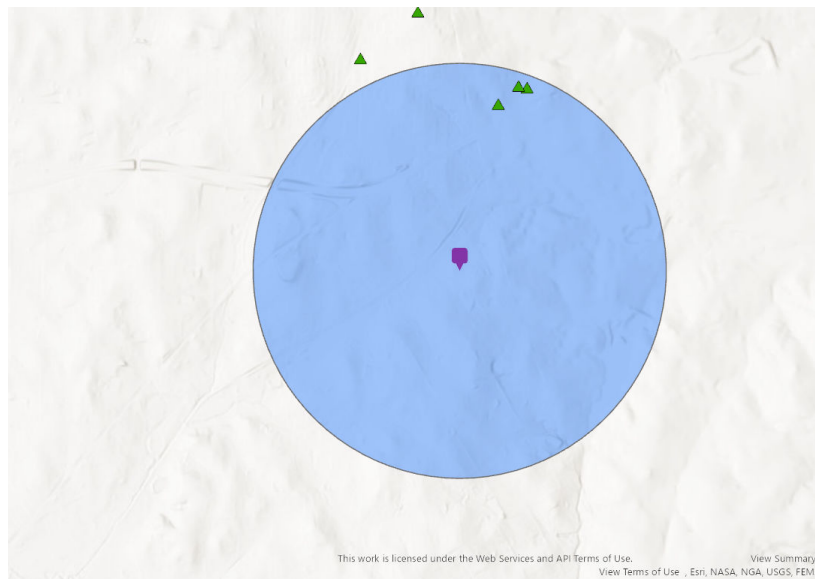 This work is licensed under the Web Services and API Terms of Use.
View Summary
View Terms of Use , Esri, NASA, NGA, USGS, FEM